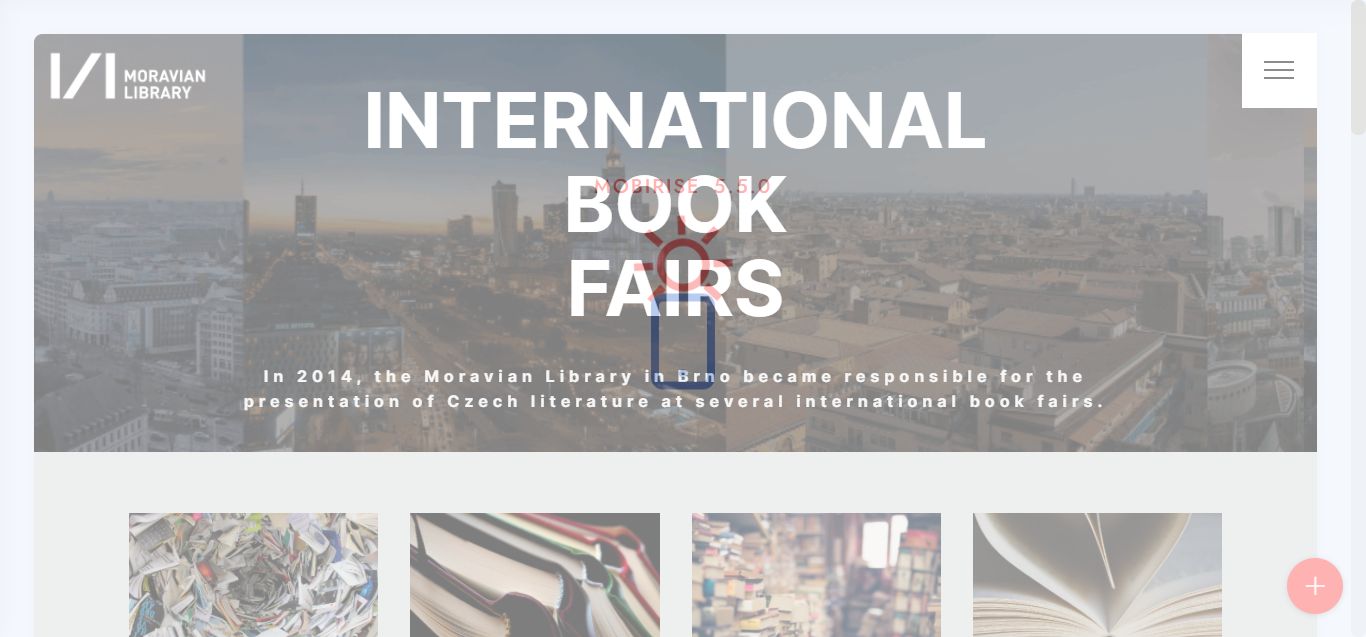 MORAVIAN
LIBRARY
INTERNATIONAL
BOOK
FAIRS
MOBIRISE 5.5.0
In 2014, the Moravian Library in Brno became responsible for the
presentation of Czech literature at several international book fairs.